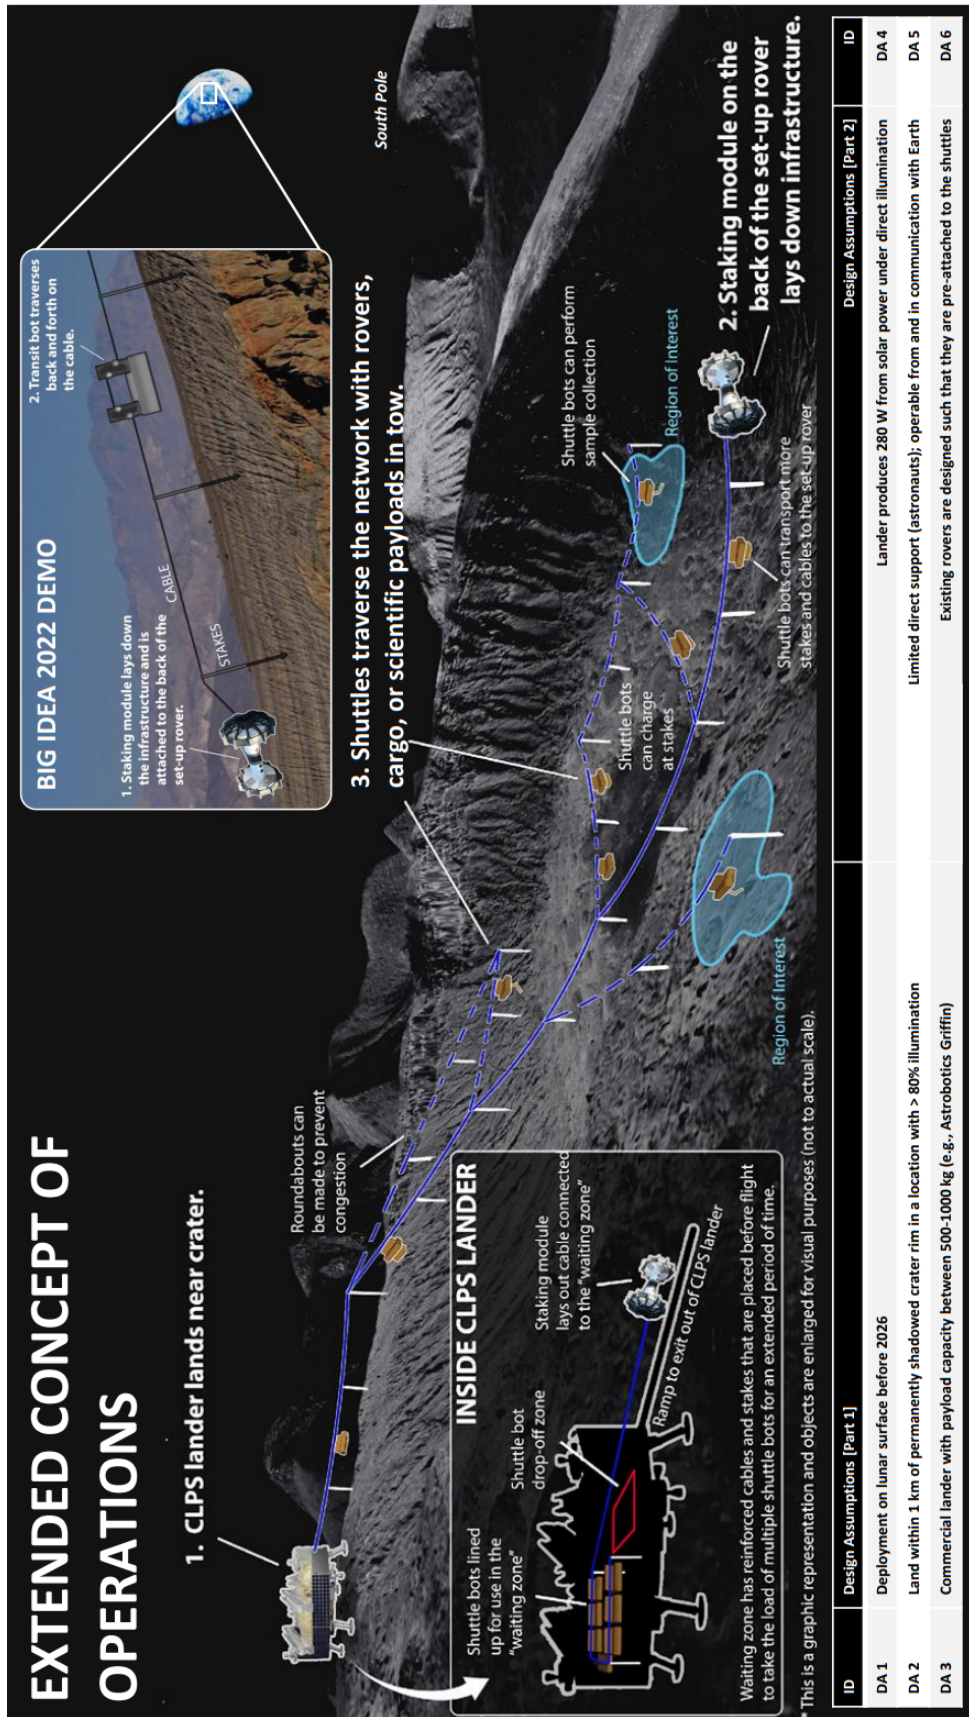 EXTENDED CONCEPT OF
OPERATIONS
1. CLPS lander lands near crater.
Roundabouts can
be made to prevent
congestion
BIG IDEA 2022 DEMO
1. Staking module lays down
the infrastructure and is
attached to the back of the
set-up rover.
STAKES
CABLE
2. Transit bot traverses
back and forth on
the cable.
South Pole
3. Shuttles traverse the network with rovers,
cargo, or scientific payloads in tow.
Shuttle bots can perform
sample collection
Region of Interest
Shuttle bots
can charge
at stakes
2. Staking module on the
back of the set-up rover
lays down infrastructure.
Shuttle bots can transport more
stakes and cables to the set-up rover
Region of Interest
INSIDE CLPS LANDER
Shuttle bots lined
up for use in the
"waiting zone"
Shuttle bot
drop-off zone
Staking module
lays out cable connected
to the "waiting zone"
Ramp to exit out of CLPS lander
Waiting zone has reinforced cables and stakes that are placed before flight
to take the load of multiple shuttle bots for an extended period of time.
* This is a graphic representation and objects are enlarged for visual purposes (not to actual scale).
ID Design Assumptions [Part 1] Design Assumptions [Part 2] ID
DA 1 Deployment on lunar surface before 2026 Lander produces 280 W from solar power under direct illumination DA 4
DA 2 Land within 1 km of permanently shadowed crater rim in a location with > 80% illumination Limited direct support (astronauts); operable from and in communication with Earth DA 5
DA 3 Commercial lander with payload capacity between 500-1000 kg (e.g., Astrobotics Griffin) Existing rovers are designed such that they are pre-attached to the shuttles DA 6